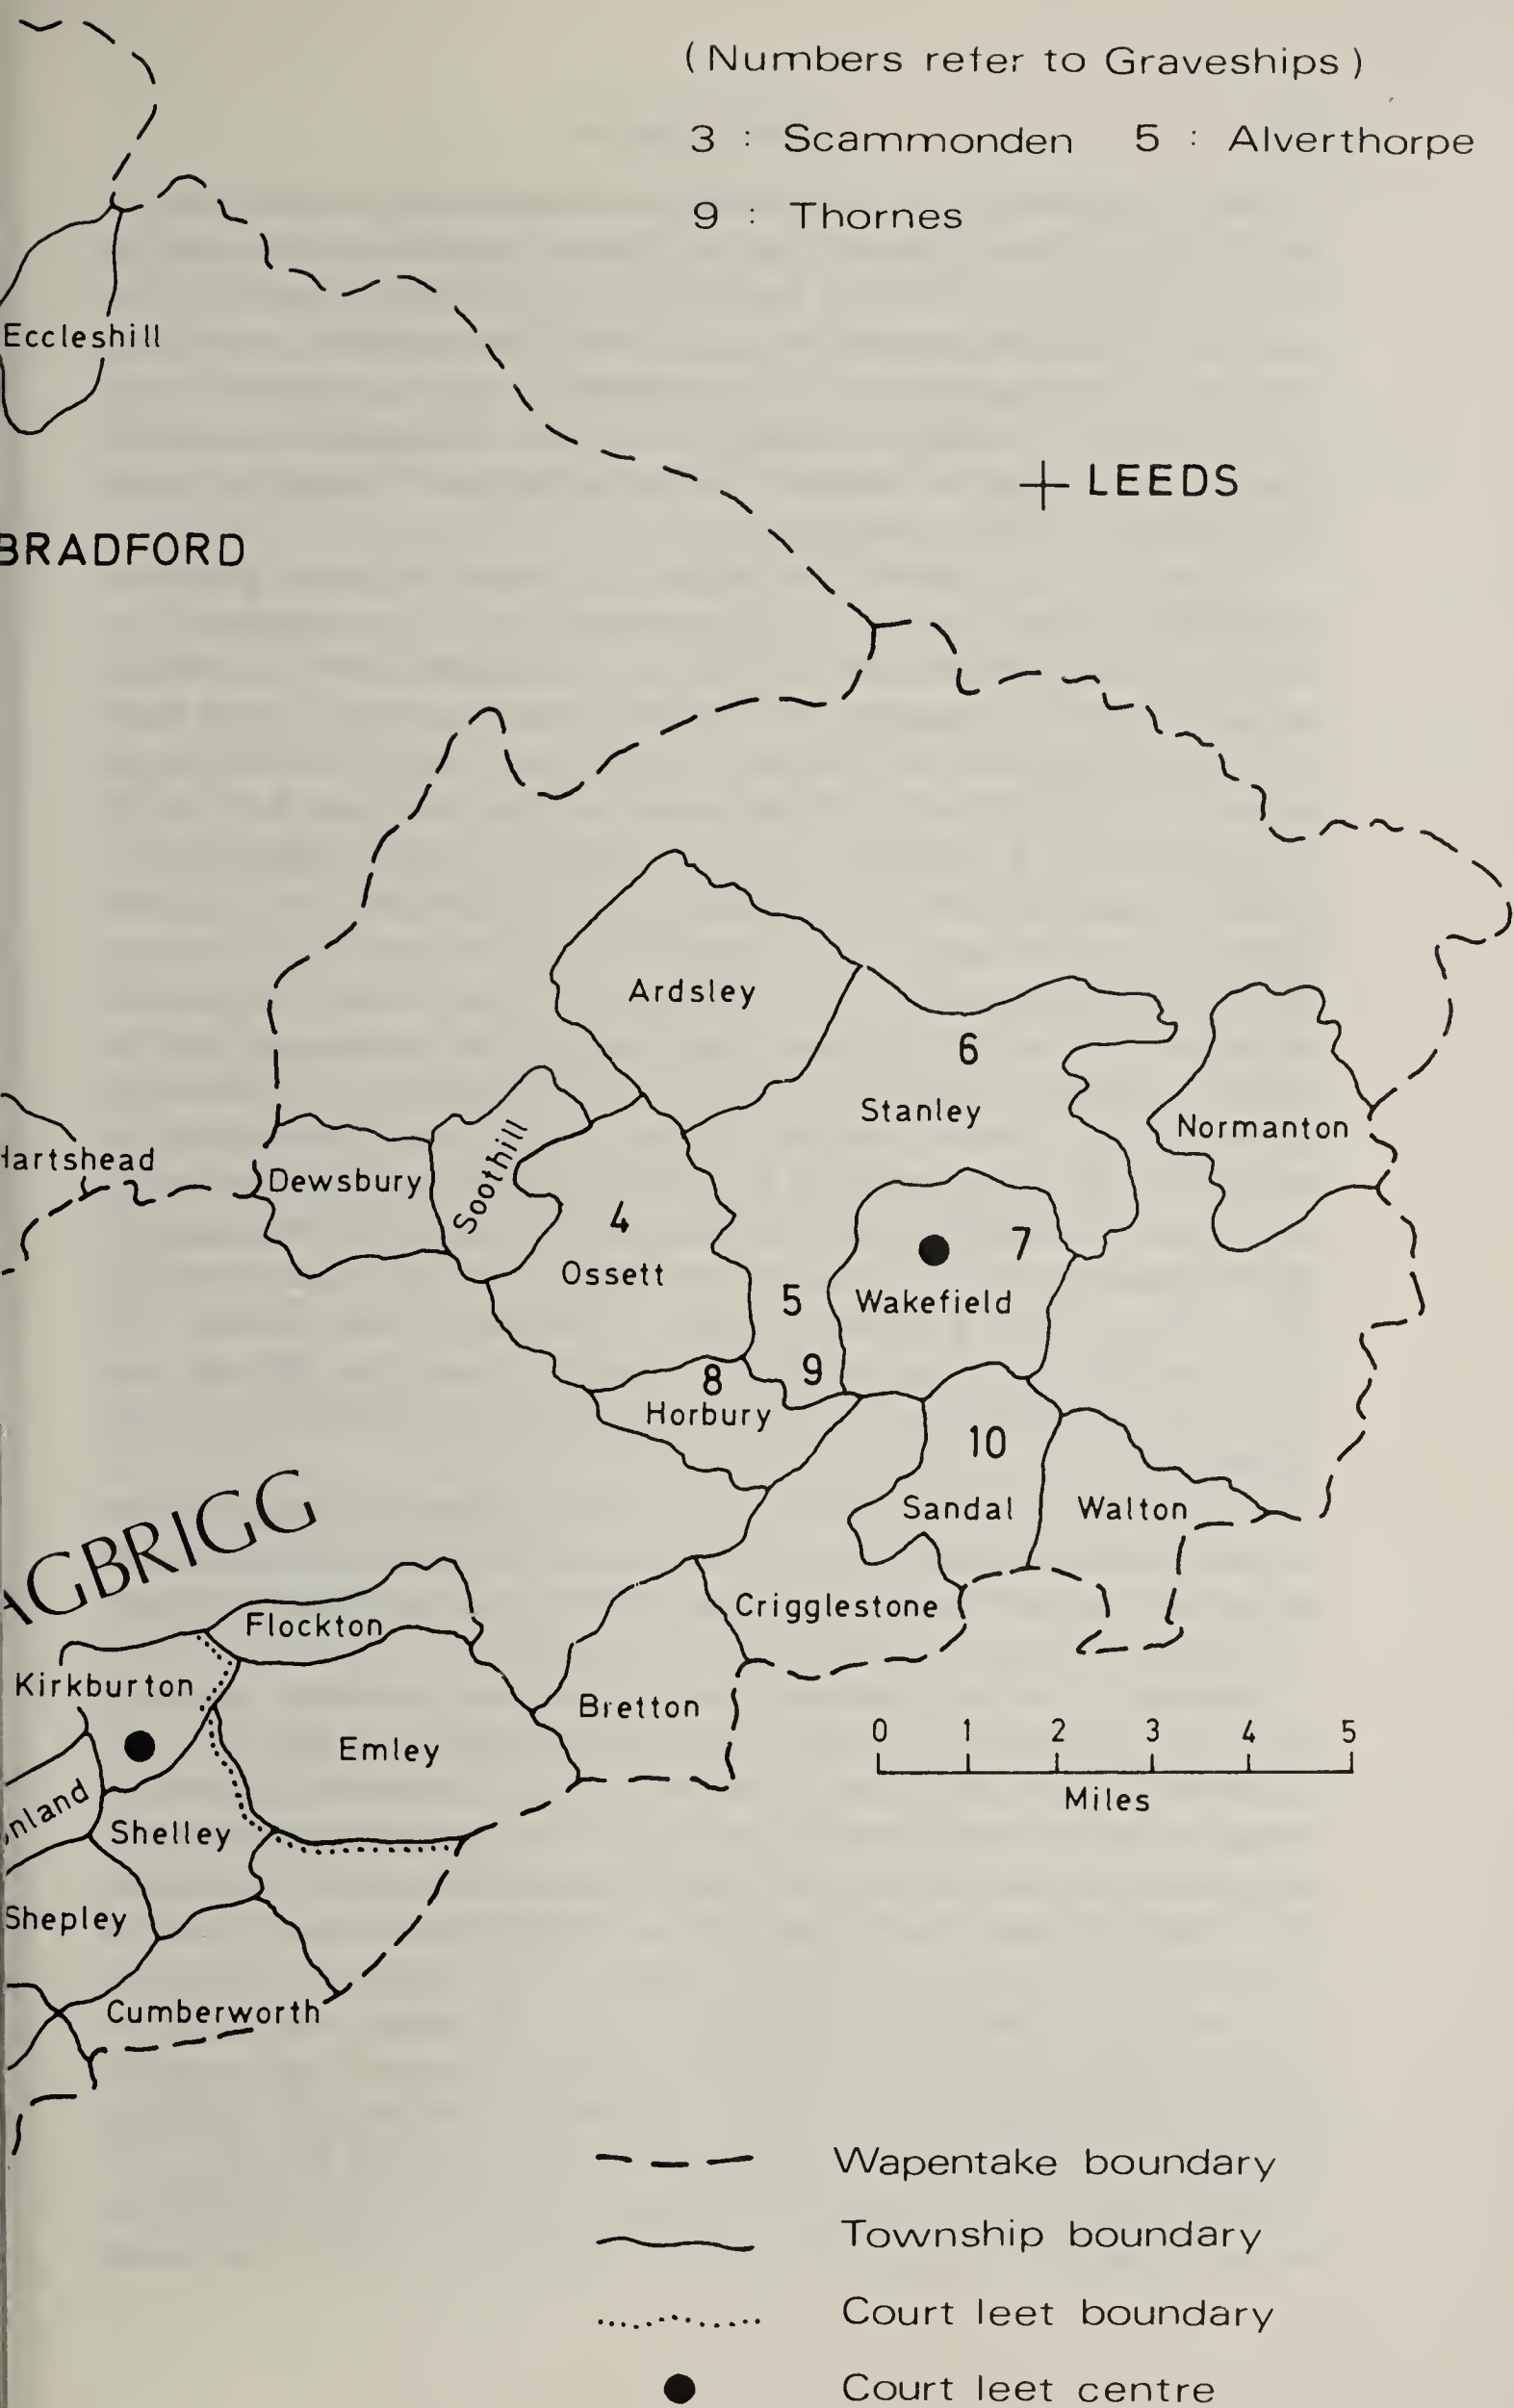 (Numbers refer to Graveships)
3 : Scammonden 5 : Alverthorpe
9 : Thornes
Eccleshill
LEEDS
BRADFORD
Ardsley
6
Stanley
Normanton
Hartshead
Dewsbury
Soothill
4
Ossett
7
Wakefield
5
9
8
Horbury
10
Sandal
Walton
AGBRIGG
Crigglestone
Flockton
Kirkburton
Bretton
Emley
0 1 2 3 4 5
Miles
Shelley
Shepley
Cumberworth
Wapentake boundary
Township boundary
Court leet boundary
Court leet centre